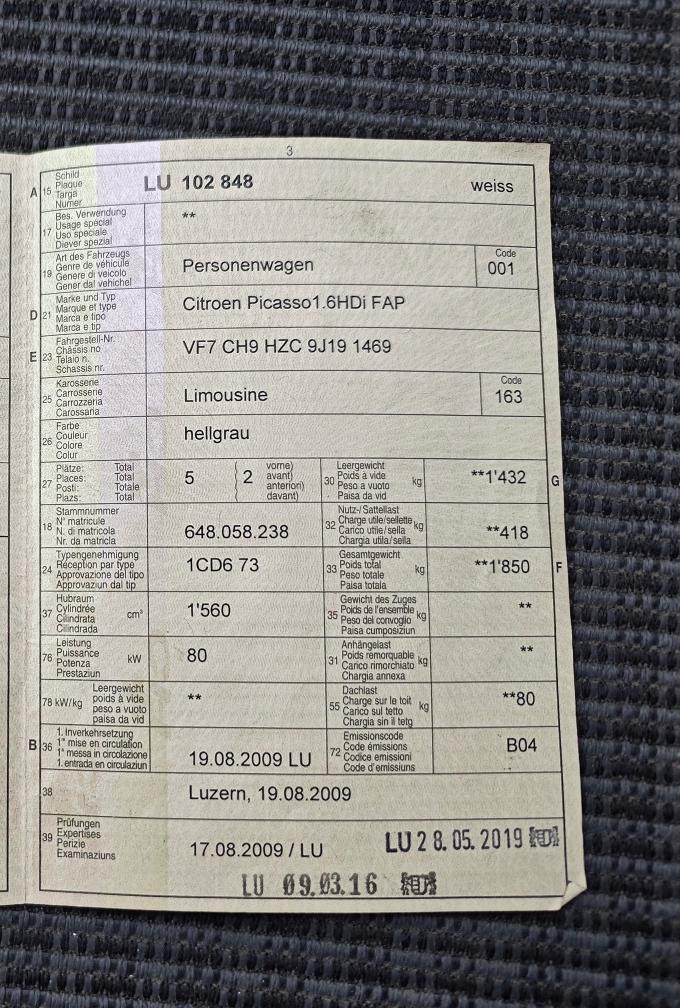 3
A 15 Schild
Plaque
Targa
Numer
LU 102 848 weiss
17 Bes. Verwendung
Usage spécial
Uso speciale
Diever spezial
**
19 Art des Fahrzeugs
Genre de véhicule
Genere di veicolo
Gener dal vehichel
Personenwagen
Code
001
D 21 Marke und Typ
Marque et type
Marca e tipo
Marca e tip
Citroen Picasso1.6HDi FAP
E 23 Fahrgestell-Nr.
Châssis no
Telaio n.
Schassis nr.
VF7 CH9 HZC 9J19 1469
25 Karosserie
Carrosserie
Carrozzeria
Carossaria
Limousine
Code
163
26 Farbe
Couleur
Colore
Colur
hellgrau
27 Plätze: Total
Places: Total
Posti: Totale
Plazs: Total
5 ( 2 vorne)
avant)
anteriori)
davant)
30 Leergewicht
Poids à vide
Peso a vuoto
Paisa da vid
kg **1'432 G
18 Stammnummer
N° matricule
N. di matricola
Nr. da matricla
648.058.238
32 Nutz-/Sattellast
Charge utile/sellette
Carico utile/sella
Chargia utila/sella
kg **418
24 Typengenehmigung
Réception par type
Approvazione del tipo
Approvaziun dal tip
1CD6 73
33 Gesamtgewicht
Poids total
Peso totale
Paisa totala
kg **1'850 F
37 Hubraum
Cylindrée
Cilindrata
Cilindrada
cm³ 1'560
35 Gewicht des Zuges
Poids de l'ensemble
Peso del convoglio
Paisa cumposiziun
kg **
76 Leistung
Puissance
Potenza
Prestaziun
kW 80
31 Anhängelast
Poids remorquable
Carico rimorchiato
Chargia annexa
kg **
78 kW/kg Leergewicht
poids à vide
peso a vuoto
paisa da vid
**
55 Dachlast
Charge sur le toit
Carico sul tetto
Chargia sin il tetg
kg **80
B 36 1. Inverkehrsetzung
1re mise en circulation
1a messa in circolazione
1. entrada en circulaziun
19.08.2009 LU
72 Emissionscode
Code émissions
Codice emissioni
Code d'emissiuns
B04
38 Luzern, 19.08.2009
39 Prüfungen
Expertises
Perizie
Examinaziuns
17.08.2009 / LU
LU 28.05.2019
LU 09.03.16